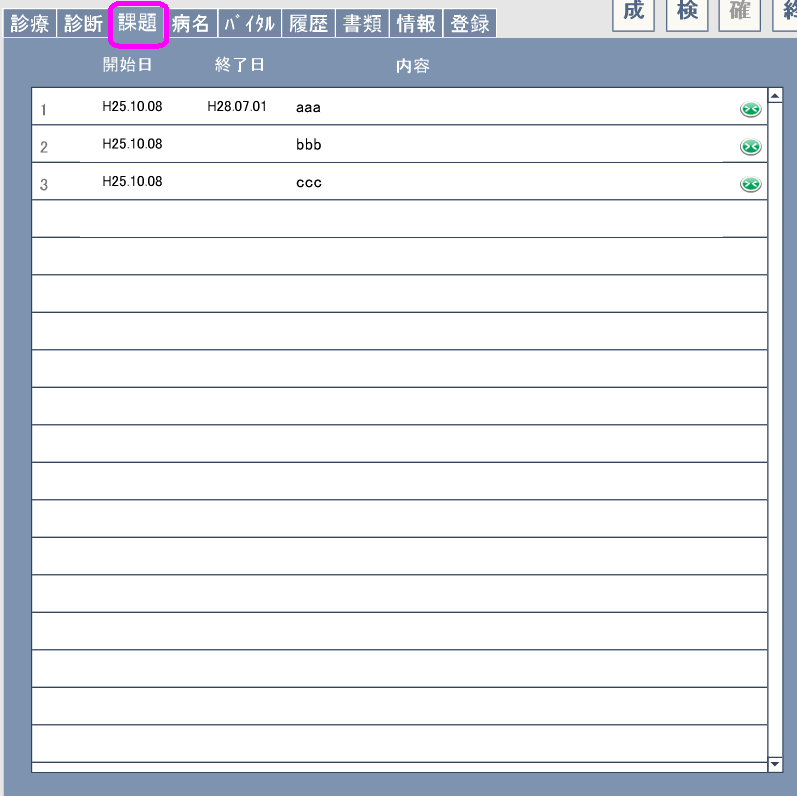 診療 診断 課題 病名 バイタル 履歴 書類 情報 登録 成 検 確 終
開始日 終了日 内容
1 H25.10.08 H28.07.01 aaa
2 H25.10.08 bbb
3 H25.10.08 ccc